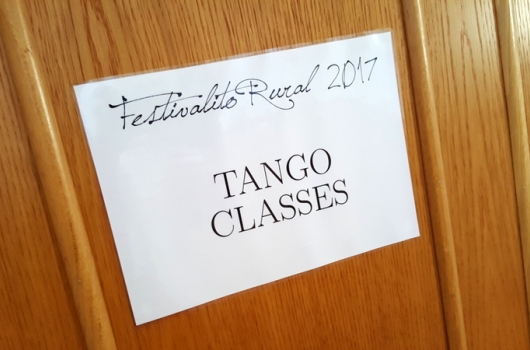 Festivalito Rural 2017
TANGO
CLASSES